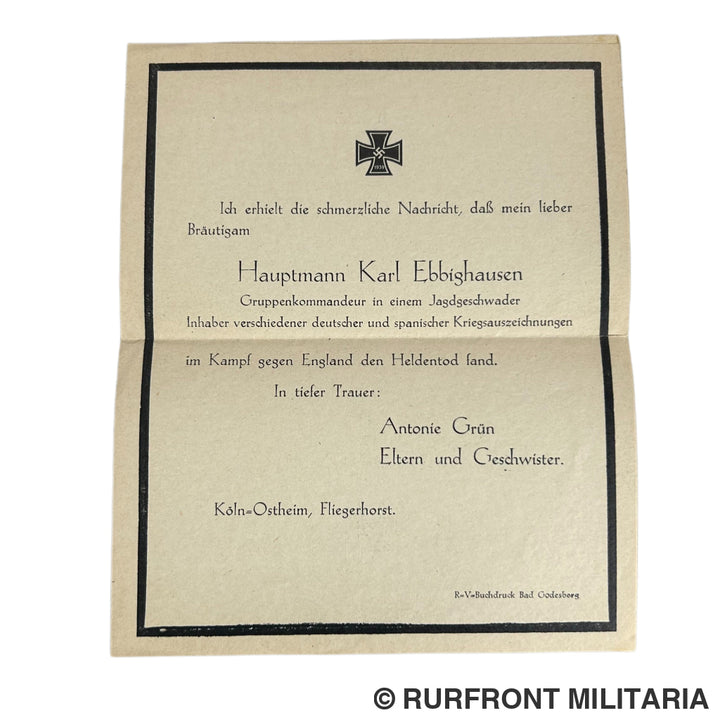 1939
Ich erhielt die schmerzliche Nachricht, daß mein lieber
Bräutigam
Hauptmann Karl Ebbighausen
Gruppenkommandeur in einem Jagdgeschwader
Inhaber verschiedener deutscher und spanischer Kriegsauszeichnungen
im Kampf gegen England den Heldentod fand.
In tiefer Trauer:
Antonie Grün
Eltern und Geschwister.
Köln=Ostheim, Fliegerhorst.
R=V=Buchdruck Bad Godesberg
© RURFRONT MILITARIA